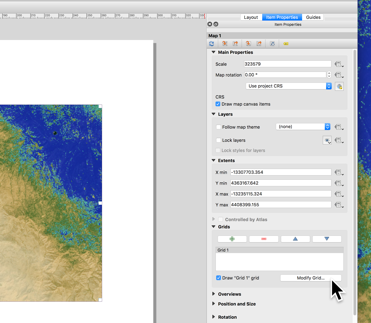 Layout Item Properties Guides
Item Properties
Map 1
Main Properties
Scale 323579
Map rotation 0.00 °
Use project CRS
CRS
Draw map canvas items
Layers
Follow map theme (none)
Lock layers
Lock styles for layers
Extents
X min -13307703.354
Y min 4363167.642
X max -13235115.324
Y max 4408399.165
Controlled by Atlas
Grids
Grid 1
Draw "Grid 1" grid Modify Grid...
Overviews
Position and Size
Rotation